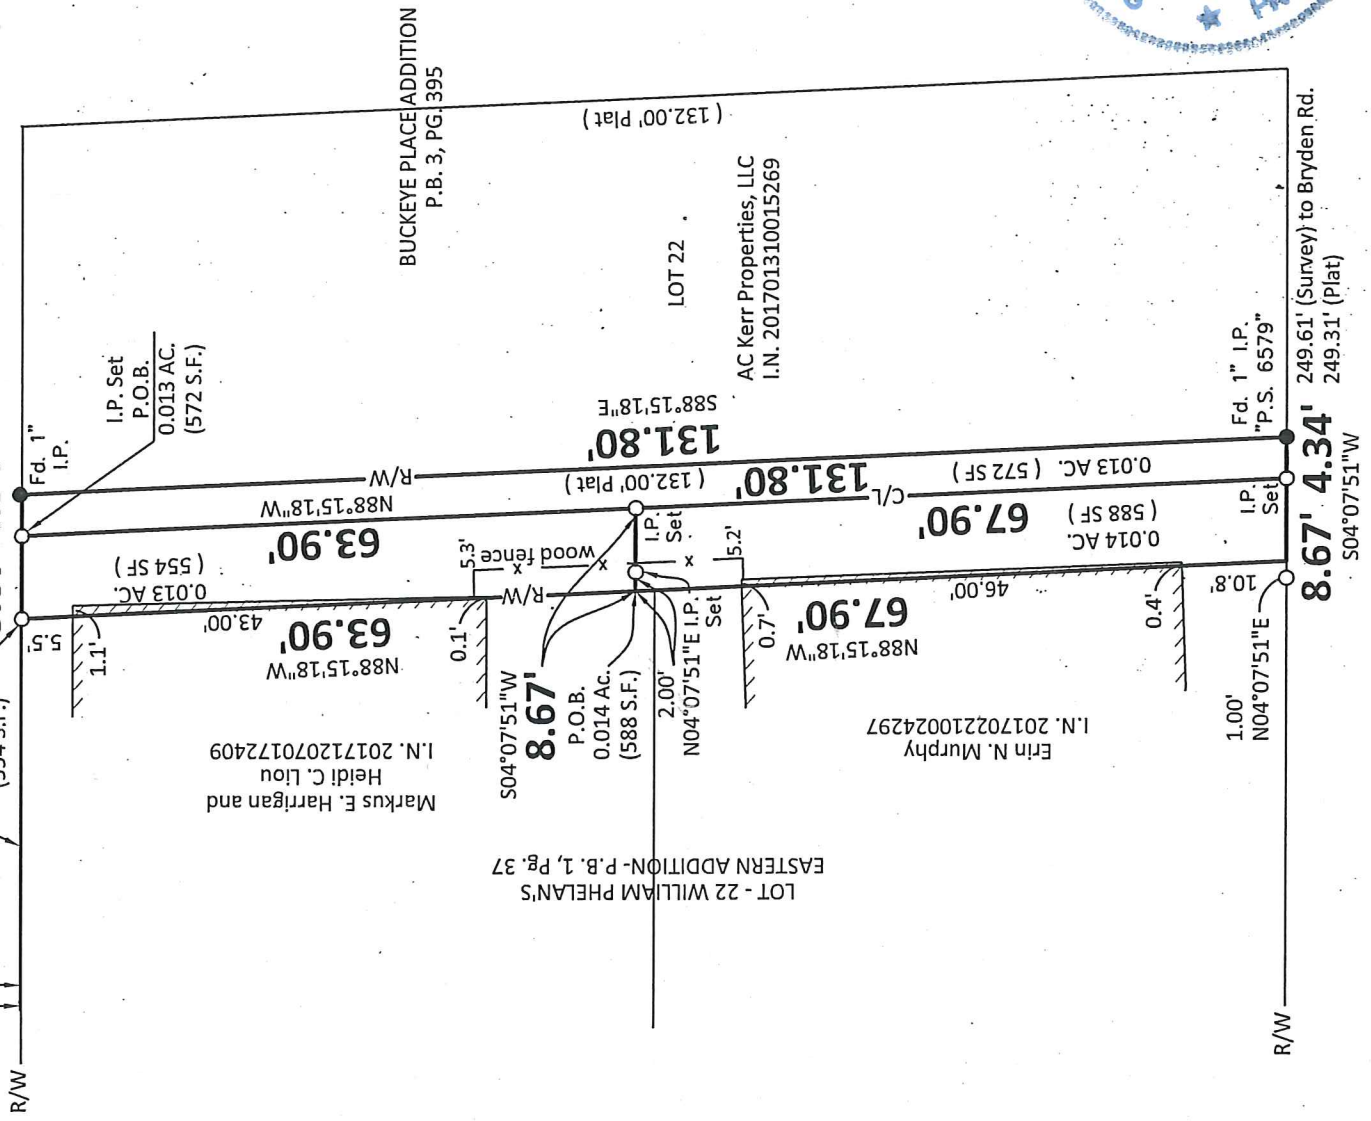 R/W
Fd. 1"
I.P.
I.P. Set
P.O.B.
0.013 AC.
(572 S.F.)
BUCKEYE PLACE ADDITION
P.B. 3, PG. 395
( 132.00' Plat )
LOT 22
AC Kerr Properties, LLC
I.N. 201701310015269
S88°15'18"E
131.80'
R/W
( 132.00' Plat )
N88°15'18"W
63.90'
131.80'
C/L
0.013 AC. ( 572 SF )
67.90'
0.013 AC.
( 554 SF )
0.014 AC.
( 588 SF )
wood fence
x
x
x
5.3'
5.2'
I.P.
Set
I.P.
Set
5.5'
1.1'
43.00'
0.1'
R/W
63.90'
N88°15'18"W
0.7'
46.00'
0.4'
10.8'
67.90'
N88°15'18"W
S04°07'51"W
8.67'
P.O.B.
0.014 Ac.
(588 S.F.)
2.00'
N04°07'51"E I.P.
Set
Markus E. Harrigan and
Heidi C. Liou
I.N. 201712070172409
Erin N. Murphy
I.N. 201702210024297
LOT - 22 WILLIAM PHELAN'S
EASTERN ADDITION- P.B. 1, Pg. 37
1.00'
N04°07'51"E
Fd. 1" I.P.
"P.S. 6579"
8.67' 4.34'
S04°07'51"W
249.61' (Survey) to Bryden Rd.
249.31' (Plat)
R/W